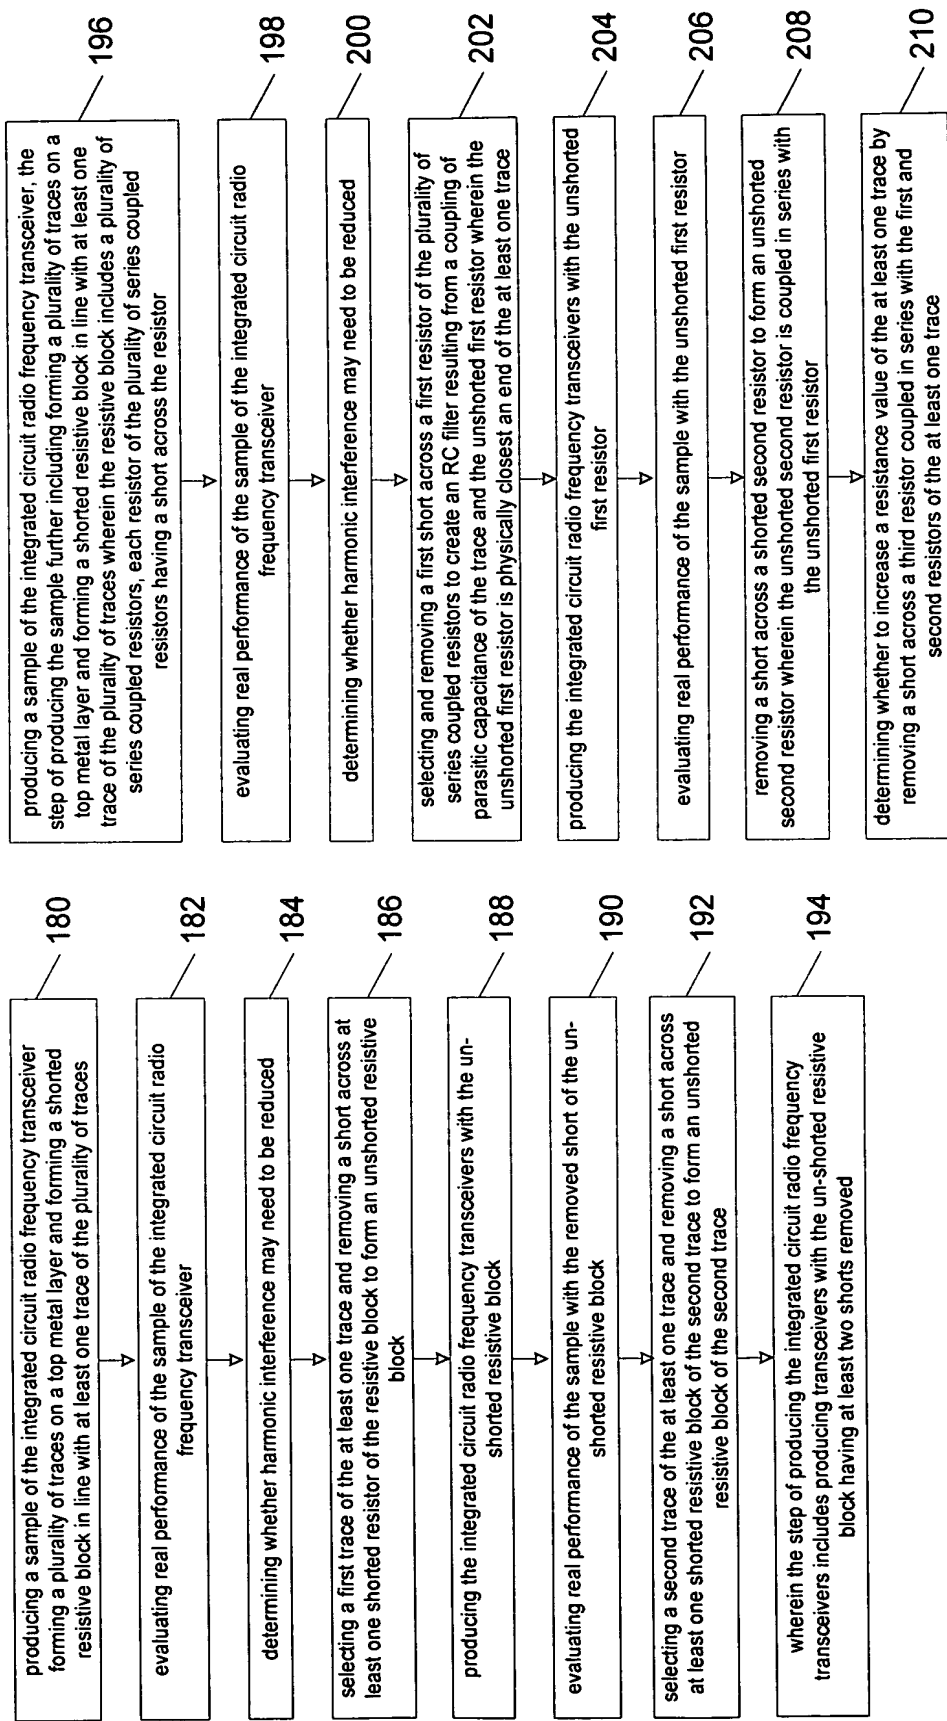 producing a sample of the integrated circuit radio frequency transceiver
forming a plurality of traces on a top metal layer and forming a shorted
resistive block in line with at least one trace of the plurality of traces
180
evaluating real performance of the sample of the integrated circuit radio
frequency transceiver
182
determining whether harmonic interference may need to be reduced
184
selecting a first trace of the at least one trace and removing a short across at
least one shorted resistor of the resistive block to form an unshorted resistive
block
186
producing the integrated circuit radio frequency transceivers with the un-
shorted resistive block
188
evaluating real performance of the sample with the removed short of the un-
shorted resistive block
190
selecting a second trace of the at least one trace and removing a short across
at least one shorted resistive block of the second trace to form an unshorted
resistive block of the second trace
192
wherein the step of producing the integrated circuit radio frequency
transceivers includes producing transceivers with the un-shorted resistive
block having at least two shorts removed
194
producing a sample of the integrated circuit radio frequency transceiver, the
step of producing the sample further including forming a plurality of traces on a
top metal layer and forming a shorted resistive block in line with at least one
trace of the plurality of traces wherein the resistive block includes a plurality of
series coupled resistors, each resistor of the plurality of series coupled
resistors having a short across the resistor
196
evaluating real performance of the sample of the integrated circuit radio
frequency transceiver
198
determining whether harmonic interference may need to be reduced
200
selecting and removing a first short across a first resistor of the plurality of
series coupled resistors to create an RC filter resulting from a coupling of
parasitic capacitance of the trace and the unshorted first resistor wherein the
unshorted first resistor is physically closest an end of the at least one trace
202
producing the integrated circuit radio frequency transceivers with the unshorted
first resistor
204
evaluating real performance of the sample with the unshorted first resistor
206
removing a short across a shorted second resistor to form an unshorted
second resistor wherein the unshorted second resistor is coupled in series with
the unshorted first resistor
208
determining whether to increase a resistance value of the at least one trace by
removing a short across a third resistor coupled in series with the first and
second resistors of the at least one trace
210